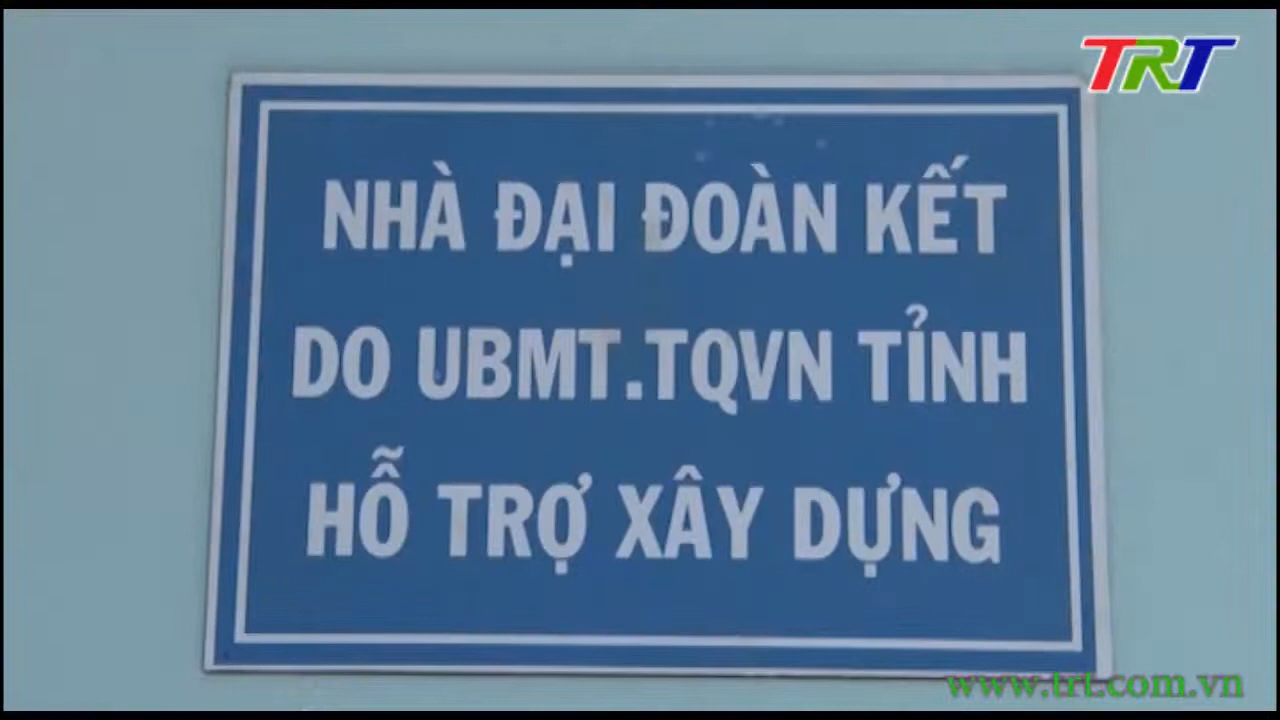 TRT
NHÀ ĐẠI ĐOÀN KẾT
DO UBMT.TQVN TỈNH
HỖ TRỢ XÂY DỰNG
www.trt.com.vn